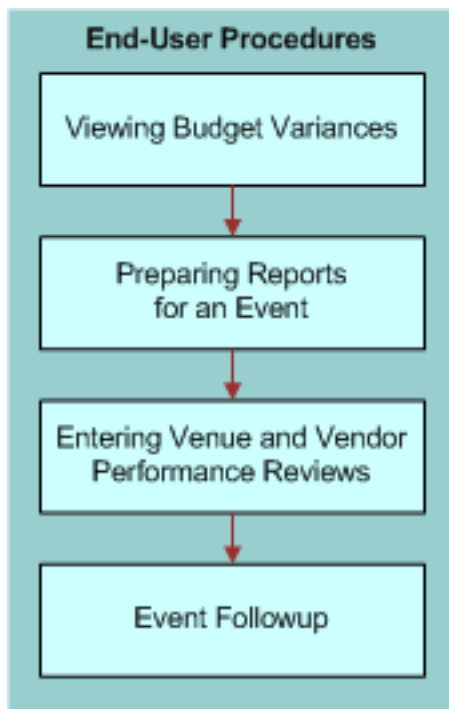 End-User Procedures
Viewing Budget Variances
Preparing Reports
for an Event
Entering Venue and Vendor
Performance Reviews
Event Followup